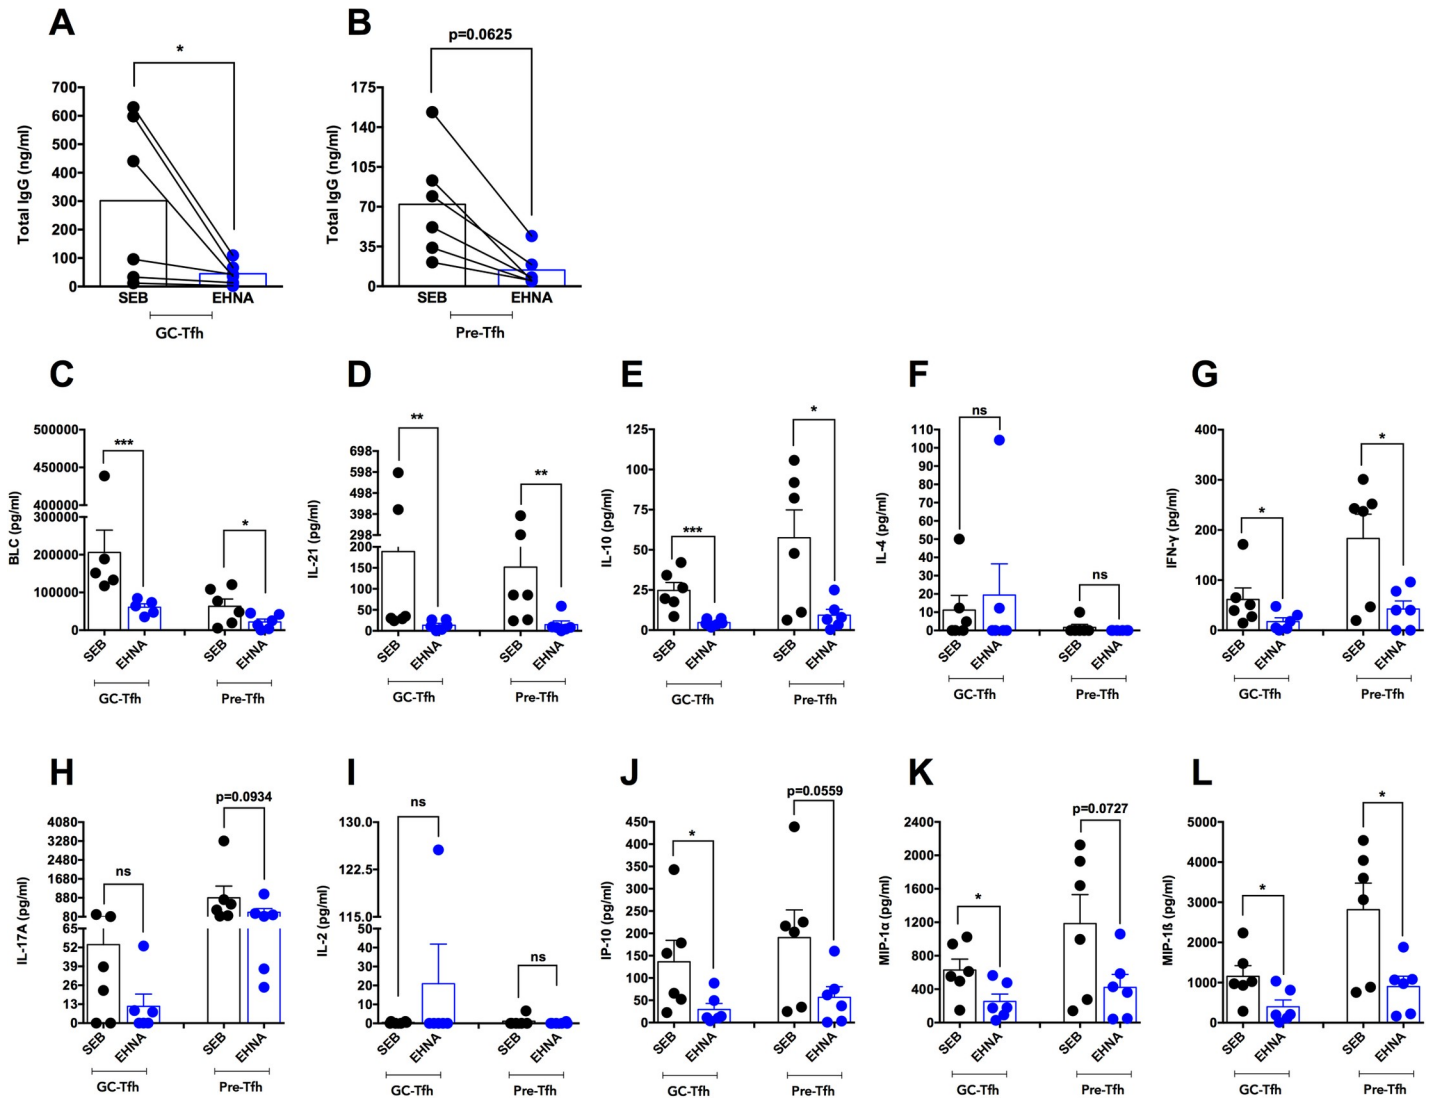 A
B
*
p=0.0625
Total IgG (ng/ml)
700
600
500
400
300
200
100
0
SEB
EHNA
GC-Tfh
Total IgG (ng/ml)
175
140
105
70
35
0
SEB
EHNA
Pre-Tfh
C
D
E
F
G
BLC (pg/ml)
500000
450000
400000
300000
200000
100000
0
***
*
SEB
EHNA
SEB
EHNA
GC-Tfh
Pre-Tfh
IL-21 (pg/ml)
698
598
498
398
298
200
150
100
50
0
**
**
SEB
EHNA
SEB
EHNA
GC-Tfh
Pre-Tfh
IL-10 (pg/ml)
125
100
75
50
25
0
***
*
SEB
EHNA
SEB
EHNA
GC-Tfh
Pre-Tfh
IL-4 (pg/ml)
110
100
90
80
70
60
50
40
30
20
10
0
ns
ns
SEB
EHNA
SEB
EHNA
GC-Tfh
Pre-Tfh
IFN-γ (pg/ml)
400
300
200
100
0
*
*
SEB
EHNA
SEB
EHNA
GC-Tfh
Pre-Tfh
H
I
J
K
L
IL-17A (pg/ml)
4080
3280
2480
1680
880
80
65
52
39
26
13
0
ns
p=0.0934
SEB
EHNA
SEB
EHNA
GC-Tfh
Pre-Tfh
IL-2 (pg/ml)
130.0
122.5
115.0
50
40
30
20
10
0
ns
ns
SEB
EHNA
SEB
EHNA
GC-Tfh
Pre-Tfh
IP-10 (pg/ml)
450
400
350
300
250
200
150
100
50
0
*
p=0.0559
SEB
EHNA
SEB
EHNA
GC-Tfh
Pre-Tfh
MIP-1α (pg/ml)
2400
2000
1600
1200
800
400
0
*
p=0.0727
SEB
EHNA
SEB
EHNA
GC-Tfh
Pre-Tfh
MIP-1ß (pg/ml)
5000
4000
3000
2000
1000
0
*
*
SEB
EHNA
SEB
EHNA
GC-Tfh
Pre-Tfh